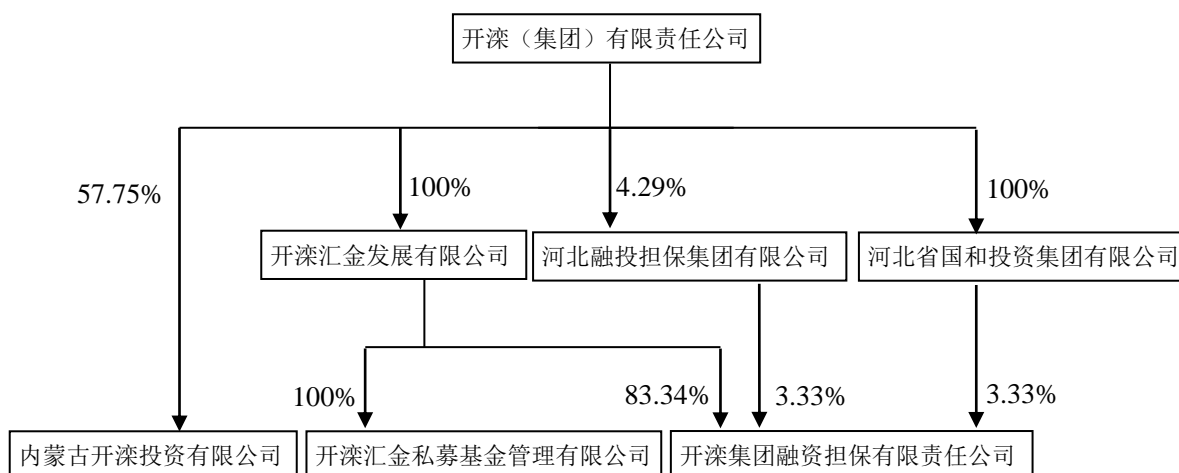 开滦（集团）有限责任公司
57.75%
100%
4.29%
100%
开滦汇金发展有限公司
河北融投担保集团有限公司
河北省国和投资集团有限公司
100%
83.34%
3.33%
3.33%
内蒙古开滦投资有限公司
开滦汇金私募基金管理有限公司
开滦集团融资担保有限责任公司